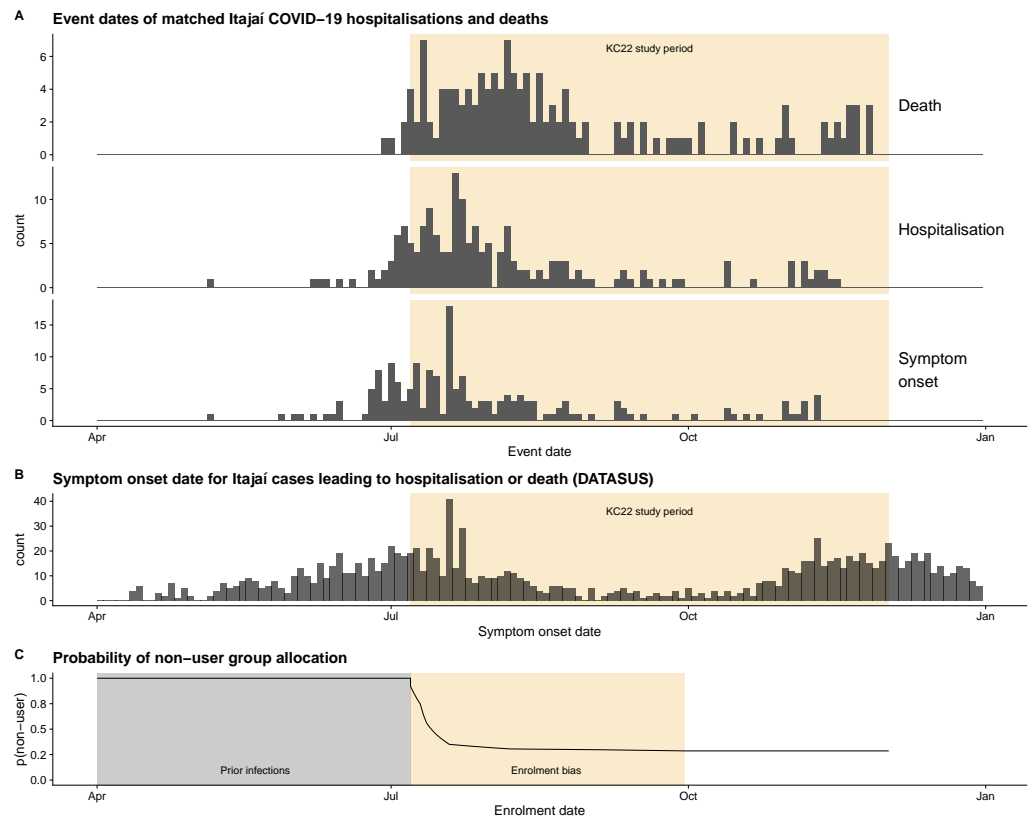 A Event dates of matched Itajaí COVID−19 hospitalisations and deaths
KC22 study period
6
4
2
0
Death
count
10
5
0
Hospitalisation
15
10
5
0
Symptom
onset
Apr Jul Oct Jan
Event date
B Symptom onset date for Itajaí cases leading to hospitalisation or death (DATASUS)
KC22 study period
count
40
30
20
10
0
Apr Jul Oct Jan
Symptom onset date
C Probability of non−user group allocation
p(non−user)
1.0
0.8
0.5
0.2
0.0
Prior infections Enrolment bias
Apr Jul Oct Jan
Enrolment date